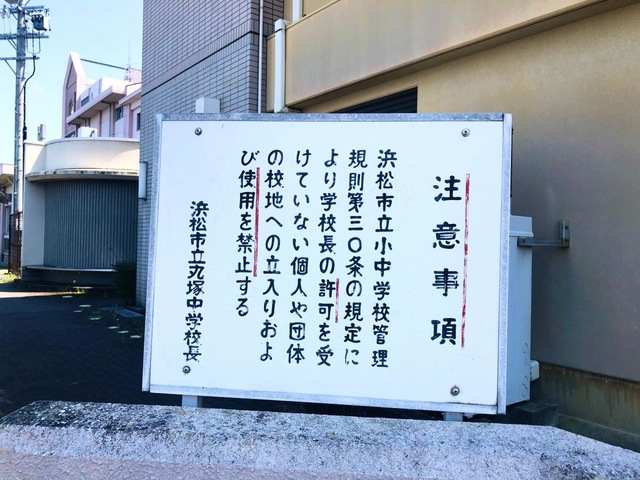 注意事項
浜松市立小中学校管理
規則第三〇条の規定に
より学校長の許可を受
けていない個人や団体
の校地への立入りおよ
び使用を禁止する
浜松市立丸塚中学校長